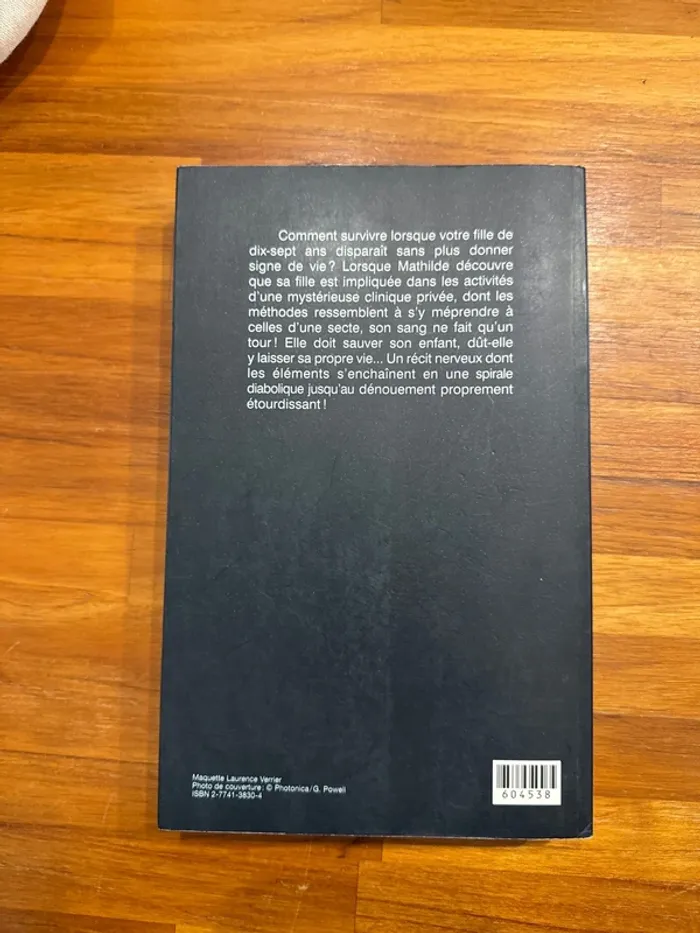 Comment survivre lorsque votre fille de
dix-sept ans disparaît sans plus donner
signe de vie ? Lorsque Mathilde découvre
que sa fille est impliquée dans les activités
d'une mystérieuse clinique privée, dont les
méthodes ressemblent à s'y méprendre à
celles d'une secte, son sang ne fait qu'un
tour ! Elle doit sauver son enfant, dût-elle
y laisser sa propre vie... Un récit nerveux dont
les éléments s'enchaînent en une spirale
diabolique jusqu'au dénouement proprement
étourdissant !
Maquette Laurence Verrier
Photo de couverture : © Photonica / G. Powell
ISBN 2-7741-3830-4
604538